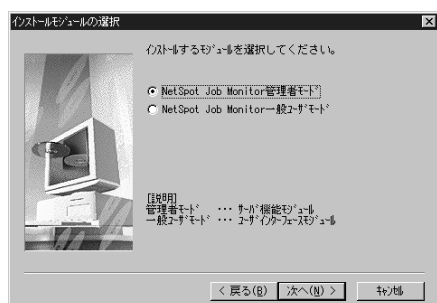 インストールモジュールの選択
インストールするモジュールを選択してください。
NetSpot Job Monitor管理者モード
NetSpot Job Monitor一般ユーザモード
[説明]
管理者モード ・・・ サーバ機能モジュール
一般ユーザモード ・・・ ユーザインターフェースモジュール
< 戻る(B)
次へ(N) >
キャンセル